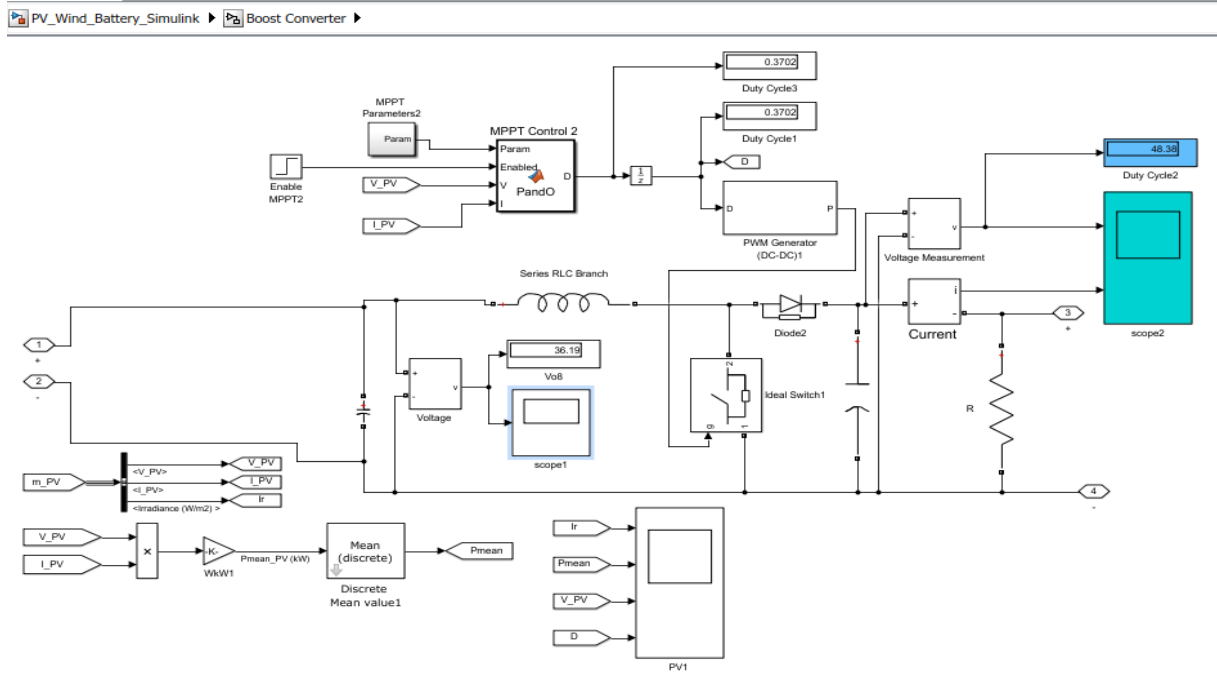 PV_Wind_Battery_Simulink ▶ Boost Converter ▶
0.3702
Duty Cycle3
MPPT
Parameters2
Param
MPPT Control 2
Param
Enabled
V
I
D
PandO
0.3702
Duty Cycle1
Enable
MPPT2
V_PV
I_PV
1
z
D
D
P
PWM Generator
(DC-DC)1
48.38
Duty Cycle2
+
-
v
Voltage Measurement
scope2
Series RLC Branch
Diode2
+
i
-
Current
3
+
1
+
2
-
+
-
v
Voltage
36.19
Vo8
scope1
2
g
1
Ideal Switch1
+
+
R
4
-
m_PV
<V_PV>
<I_PV>
<Irradiance (W/m2) >
V_PV
I_PV
Ir
V_PV
I_PV
×
-K-
WkW1
Pmean_PV (kW)
Mean
(discrete)
Discrete
Mean value1
Pmean
Ir
Pmean
V_PV
D
PV1